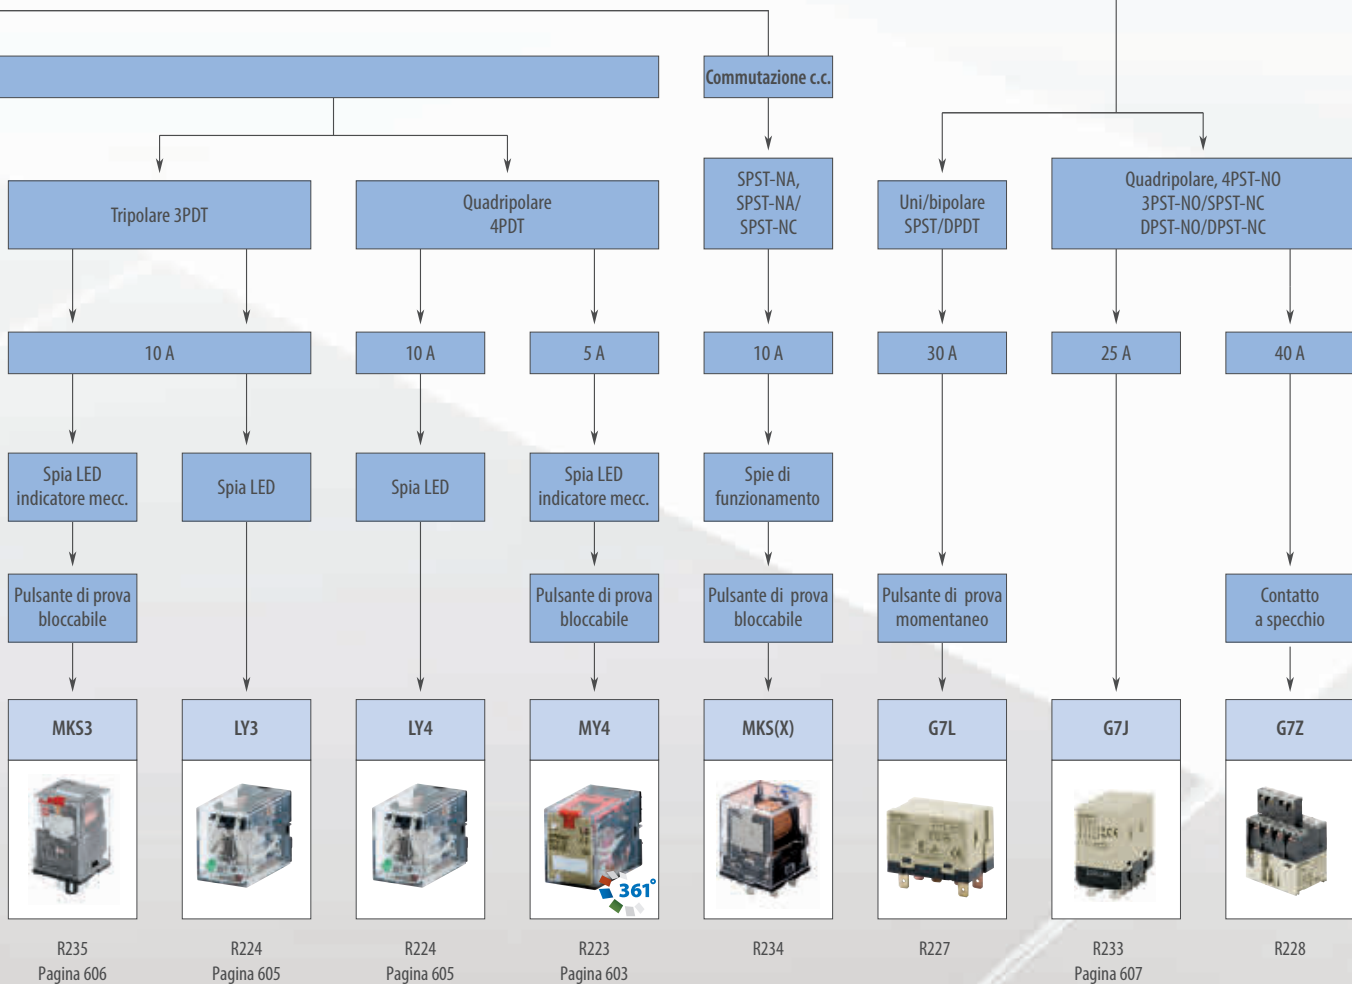 Commutazione c.c.
Tripolare 3PDT
Quadripolare
4PDT
SPST-NA,
SPST-NA/
SPST-NC
Uni/bipolare
SPST/DPDT
Quadripolare, 4PST-NO
3PST-NO/SPST-NC
DPST-NO/DPST-NC
10 A
10 A
5 A
10 A
30 A
25 A
40 A
Spia LED
indicatore mecc.
Spia LED
Spia LED
Spia LED
indicatore mecc.
Spie di
funzionamento
Pulsante di prova
bloccabile
Pulsante di prova
bloccabile
Pulsante di prova
bloccabile
Pulsante di prova
momentaneo
Contatto
a specchio
MKS3
LY3
LY4
MY4
MKS(X)
G7L
G7J
G7Z
361°
R235
Pagina 606
R224
Pagina 605
R224
Pagina 605
R223
Pagina 603
R234
R227
R233
Pagina 607
R228